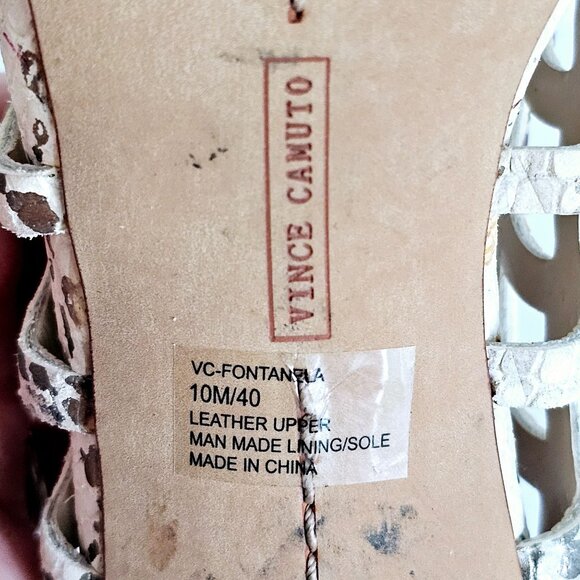 VINCE CAMUTO
VC-FONTANELA
10M/40
LEATHER UPPER
MAN MADE LINING/SOLE
MADE IN CHINA